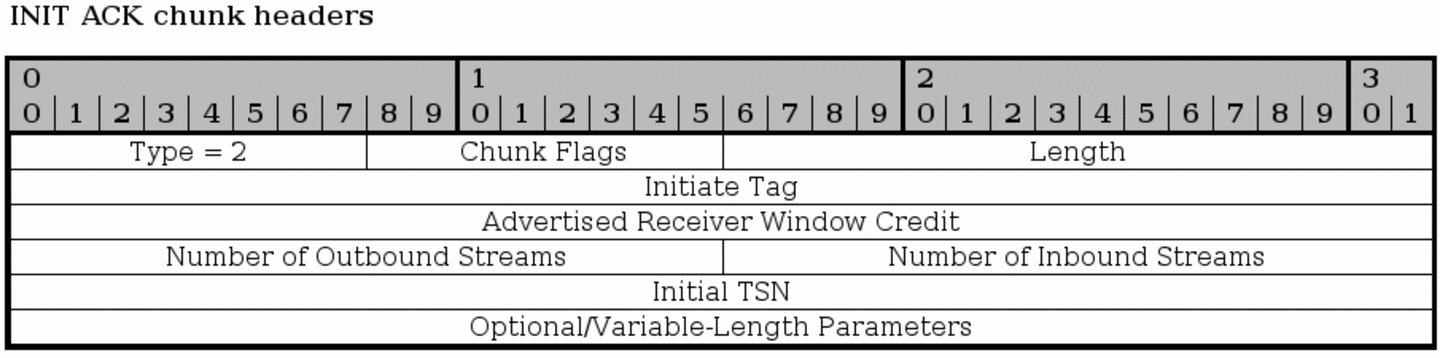 INIT ACK chunk headers
0 1 2 3
0 1 2 3 4 5 6 7 8 9 0 1 2 3 4 5 6 7 8 9 0 1 2 3 4 5 6 7 8 9 0 1
Type = 2 Chunk Flags Length
Initiate Tag
Advertised Receiver Window Credit
Number of Outbound Streams Number of Inbound Streams
Initial TSN
Optional/Variable-Length Parameters